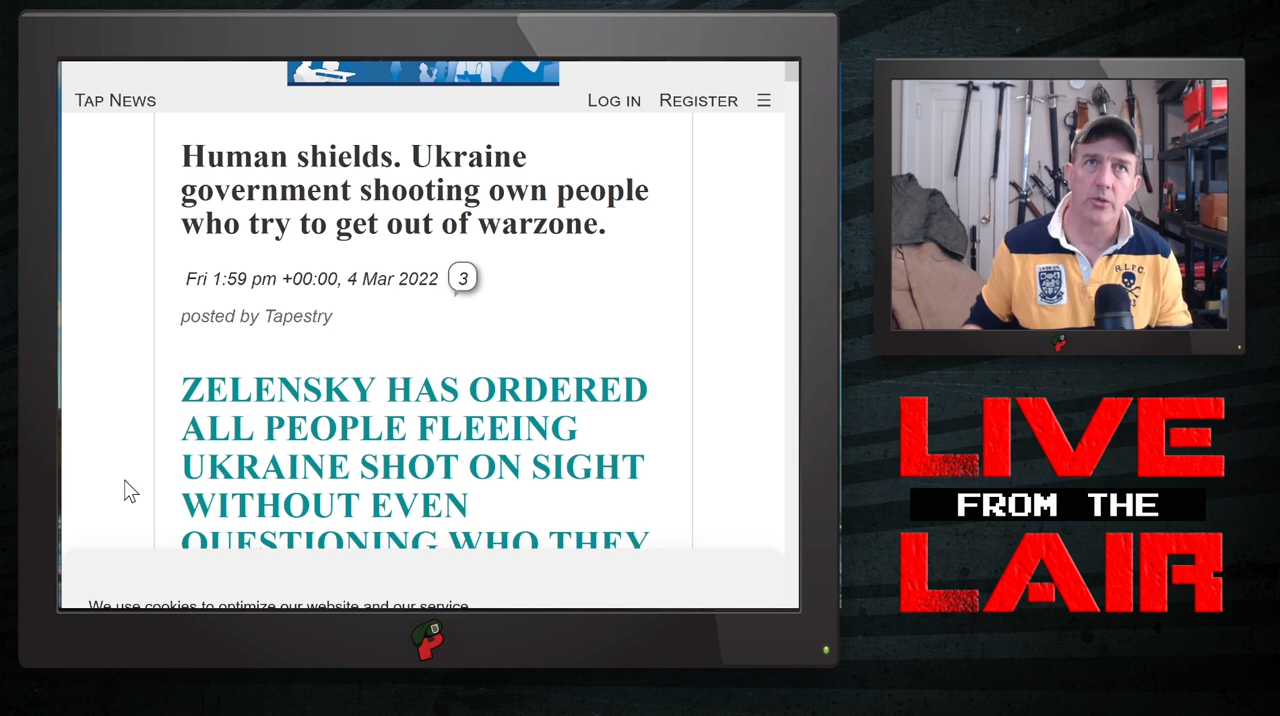 TAP NEWS
LOG IN REGISTER
Human shields. Ukraine
government shooting own people
who try to get out of warzone.
Fri 1:59 pm +00:00, 4 Mar 2022 3
posted by Tapestry
ZELENSKY HAS ORDERED
ALL PEOPLE FLEEING
UKRAINE SHOT ON SIGHT
WITHOUT EVEN
QUESTIONING WHO THEY
We use cookies to optimize our website and our service.
R.L.F.C.
LIVE
FROM THE
LAIR